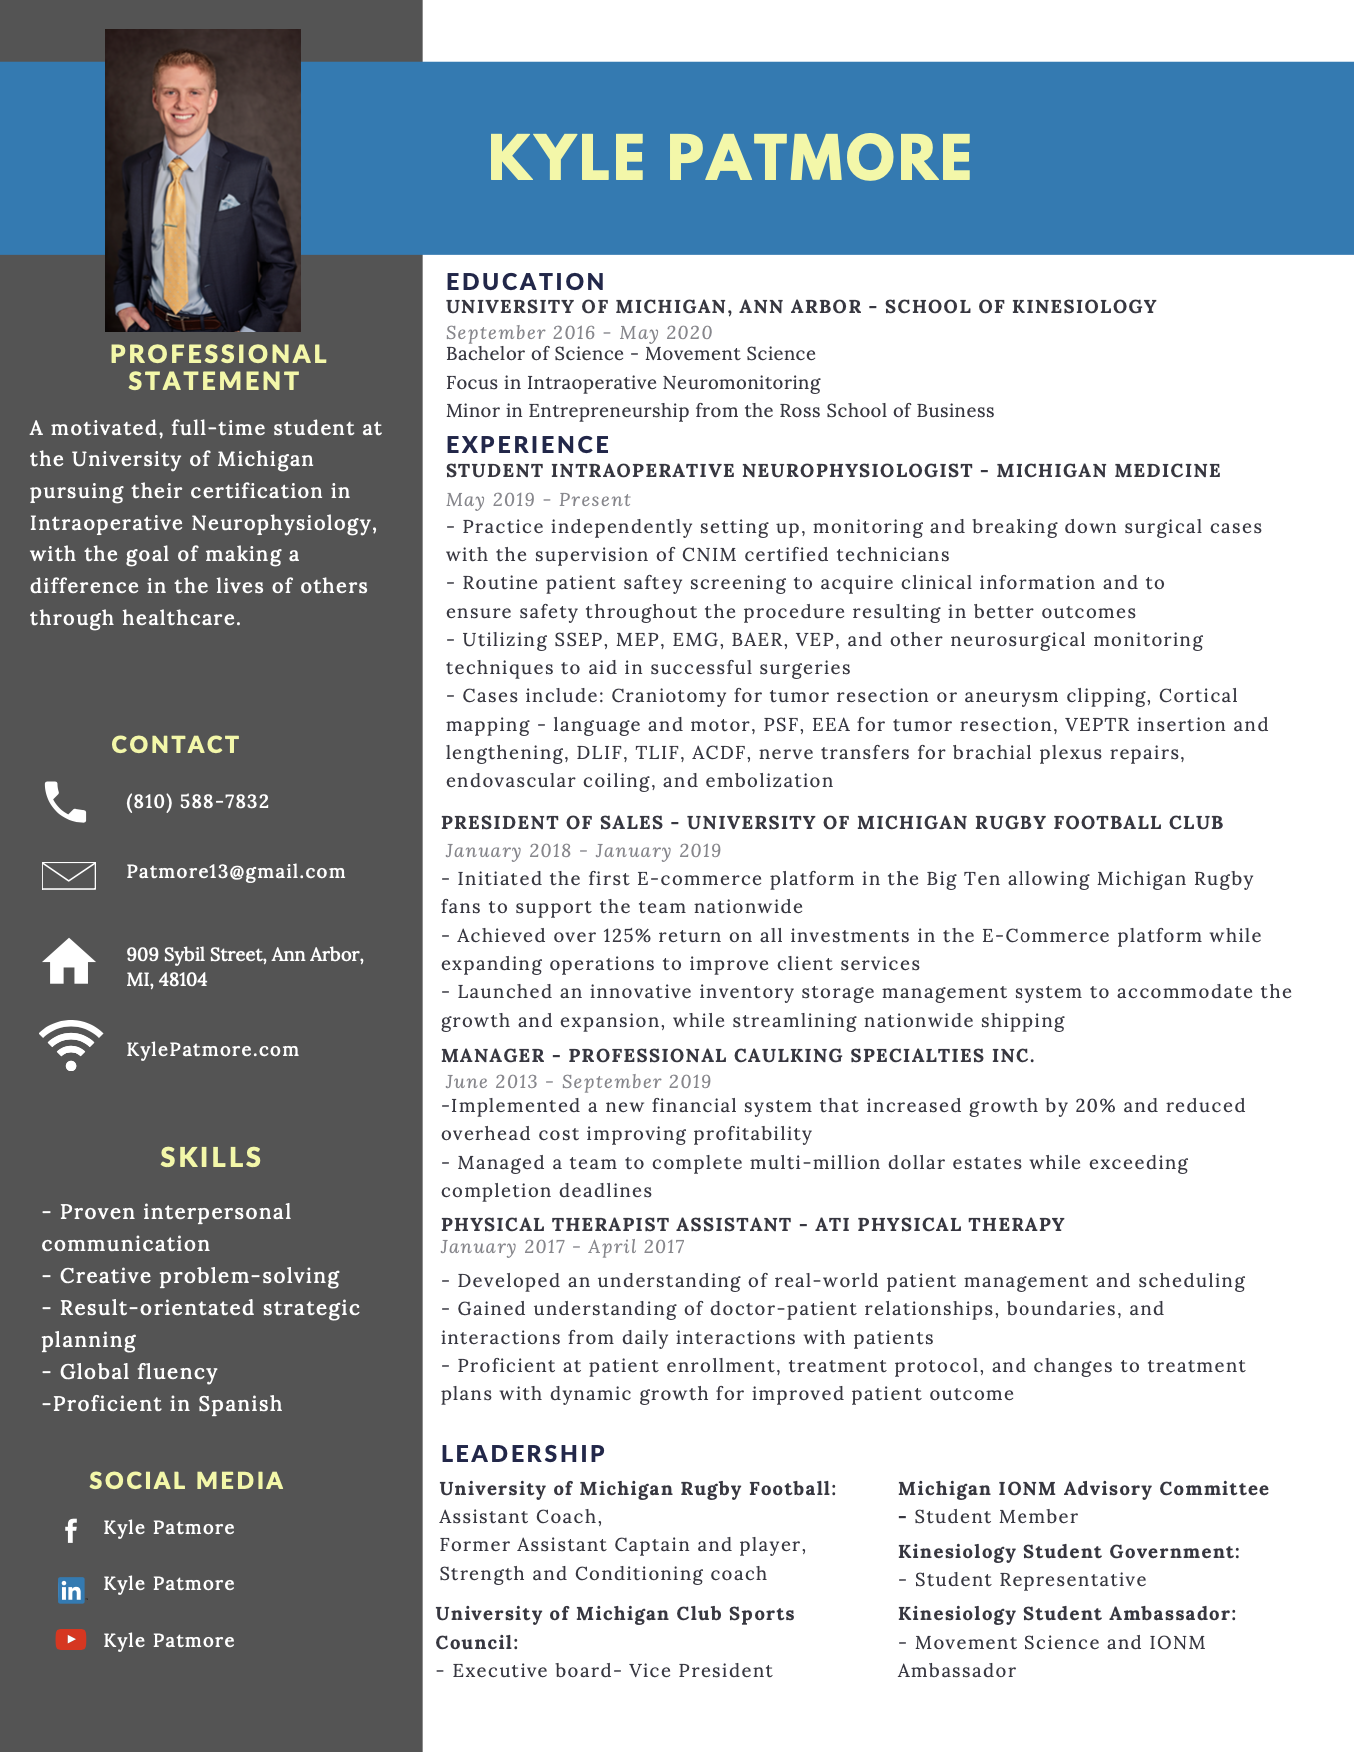 KYLE PATMORE
PROFESSIONAL
STATEMENT
A motivated, full-time student at
the University of Michigan
pursuing their certification in
Intraoperative Neurophysiology,
with the goal of making a
difference in the lives of others
through healthcare.
CONTACT
(810) 588-7832
Patmore13@gmail.com
909 Sybil Street, Ann Arbor,
MI, 48104
KylePatmore.com
SKILLS
- Proven interpersonal
communication
- Creative problem-solving
- Result-orientated strategic
planning
- Global fluency
-Proficient in Spanish
SOCIAL MEDIA
f Kyle Patmore
in Kyle Patmore
Kyle Patmore
EDUCATION
UNIVERSITY OF MICHIGAN, ANN ARBOR - SCHOOL OF KINESIOLOGY
September 2016 - May 2020
Bachelor of Science - Movement Science
Focus in Intraoperative Neuromonitoring
Minor in Entrepreneurship from the Ross School of Business
EXPERIENCE
STUDENT INTRAOPERATIVE NEUROPHYSIOLOGIST - MICHIGAN MEDICINE
May 2019 - Present
- Practice independently setting up, monitoring and breaking down surgical cases
with the supervision of CNIM certified technicians
- Routine patient saftey screening to acquire clinical information and to
ensure safety throughout the procedure resulting in better outcomes
- Utilizing SSEP, MEP, EMG, BAER, VEP, and other neurosurgical monitoring
techniques to aid in successful surgeries
- Cases include: Craniotomy for tumor resection or aneurysm clipping, Cortical
mapping - language and motor, PSF, EEA for tumor resection, VEPTR insertion and
lengthening, DLIF, TLIF, ACDF, nerve transfers for brachial plexus repairs,
endovascular coiling, and embolization
PRESIDENT OF SALES - UNIVERSITY OF MICHIGAN RUGBY FOOTBALL CLUB
January 2018 - January 2019
- Initiated the first E-commerce platform in the Big Ten allowing Michigan Rugby
fans to support the team nationwide
- Achieved over 125% return on all investments in the E-Commerce platform while
expanding operations to improve client services
- Launched an innovative inventory storage management system to accommodate the
growth and expansion, while streamlining nationwide shipping
MANAGER - PROFESSIONAL CAULKING SPECIALTIES INC.
June 2013 - September 2019
-Implemented a new financial system that increased growth by 20% and reduced
overhead cost improving profitability
- Managed a team to complete multi-million dollar estates while exceeding
completion deadlines
PHYSICAL THERAPIST ASSISTANT - ATI PHYSICAL THERAPY
January 2017 - April 2017
- Developed an understanding of real-world patient management and scheduling
- Gained understanding of doctor-patient relationships, boundaries, and
interactions from daily interactions with patients
- Proficient at patient enrollment, treatment protocol, and changes to treatment
plans with dynamic growth for improved patient outcome
LEADERSHIP
University of Michigan Rugby Football:
Assistant Coach,
Former Assistant Captain and player,
Strength and Conditioning coach
University of Michigan Club Sports
Council:
- Executive board- Vice President
Michigan IONM Advisory Committee
- Student Member
Kinesiology Student Government:
- Student Representative
Kinesiology Student Ambassador:
- Movement Science and IONM
Ambassador